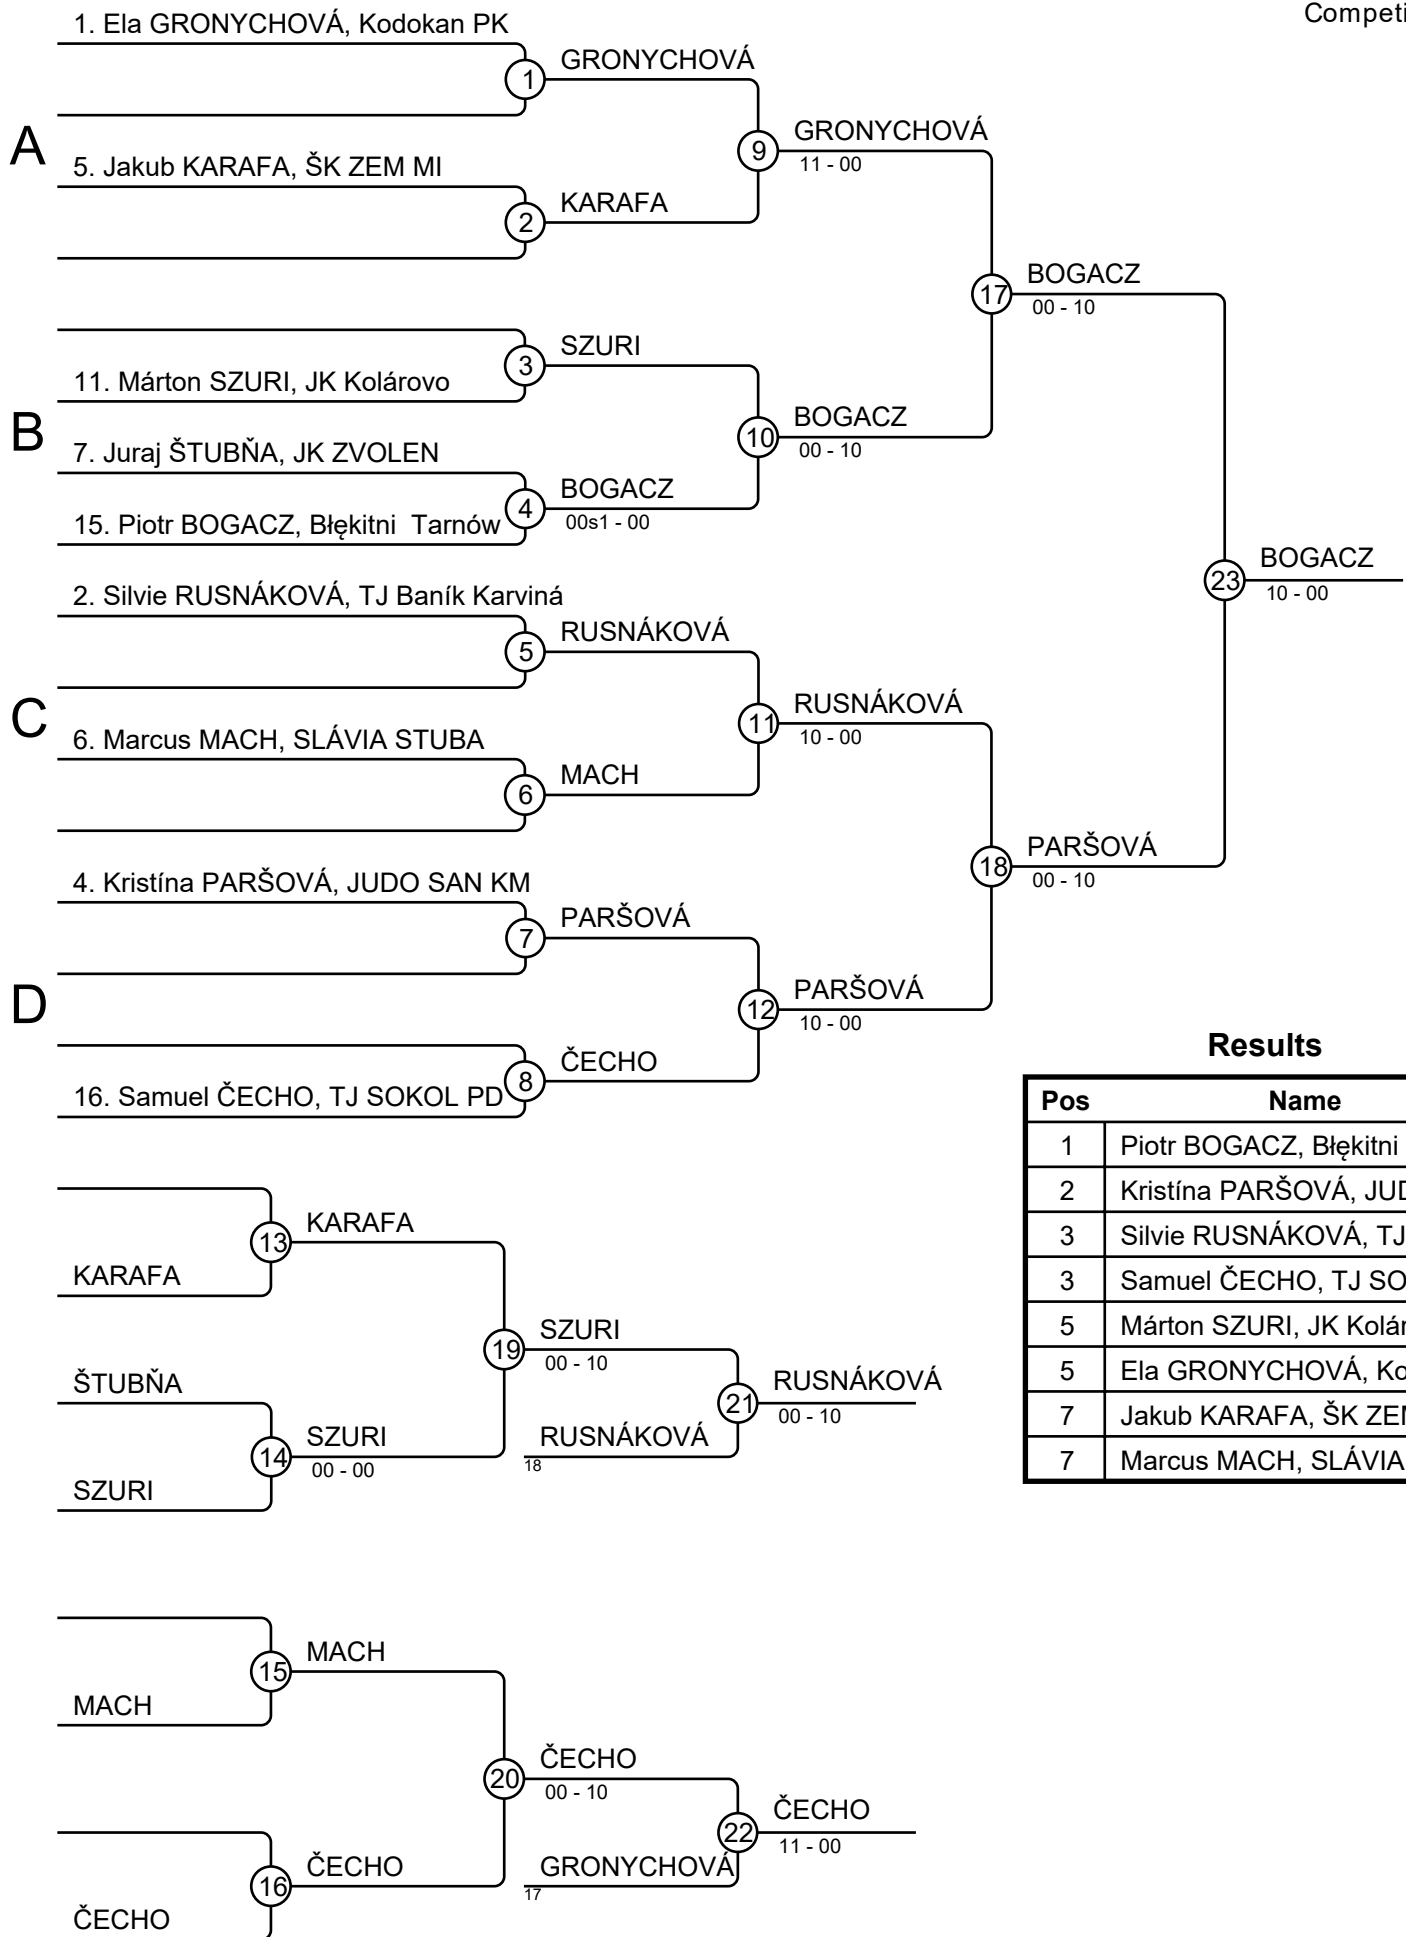 Competi
1. Ela GRONYCHOVÁ, Kodokan PK
1
GRONYCHOVÁ
A
9
GRONYCHOVÁ
11 - 00
5. Jakub KARAFA, ŠK ZEM MI
2
KARAFA
17
BOGACZ
00 - 10
3
SZURI
11. Márton SZURI, JK Kolárovo
B
10
BOGACZ
00 - 10
7. Juraj ŠTUBŇA, JK ZVOLEN
4
BOGACZ
00s1 - 00
15. Piotr BOGACZ, Błękitni  Tarnów
23
BOGACZ
10 - 00
2. Silvie RUSNÁKOVÁ, TJ Baník Karviná
5
RUSNÁKOVÁ
C
11
RUSNÁKOVÁ
10 - 00
6. Marcus MACH, SLÁVIA STUBA
6
MACH
18
PARŠOVÁ
00 - 10
4. Kristína PARŠOVÁ, JUDO SAN KM
7
PARŠOVÁ
D
12
PARŠOVÁ
10 - 00
8
ČECHO
16. Samuel ČECHO, TJ SOKOL PD
Results
Pos Name
1 Piotr BOGACZ, Błękitni
2 Kristína PARŠOVÁ, JUD
3 Silvie RUSNÁKOVÁ, TJ
3 Samuel ČECHO, TJ SO
5 Márton SZURI, JK Kolár
5 Ela GRONYCHOVÁ, Ko
7 Jakub KARAFA, ŠK ZEM
7 Marcus MACH, SLÁVIA
13
KARAFA
KARAFA
19
SZURI
00 - 10
ŠTUBŇA
14
SZURI
00 - 00
SZURI
21
RUSNÁKOVÁ
00 - 10
RUSNÁKOVÁ
18
15
MACH
MACH
20
ČECHO
00 - 10
22
ČECHO
11 - 00
16
ČECHO
GRONYCHOVÁ
17
ČECHO